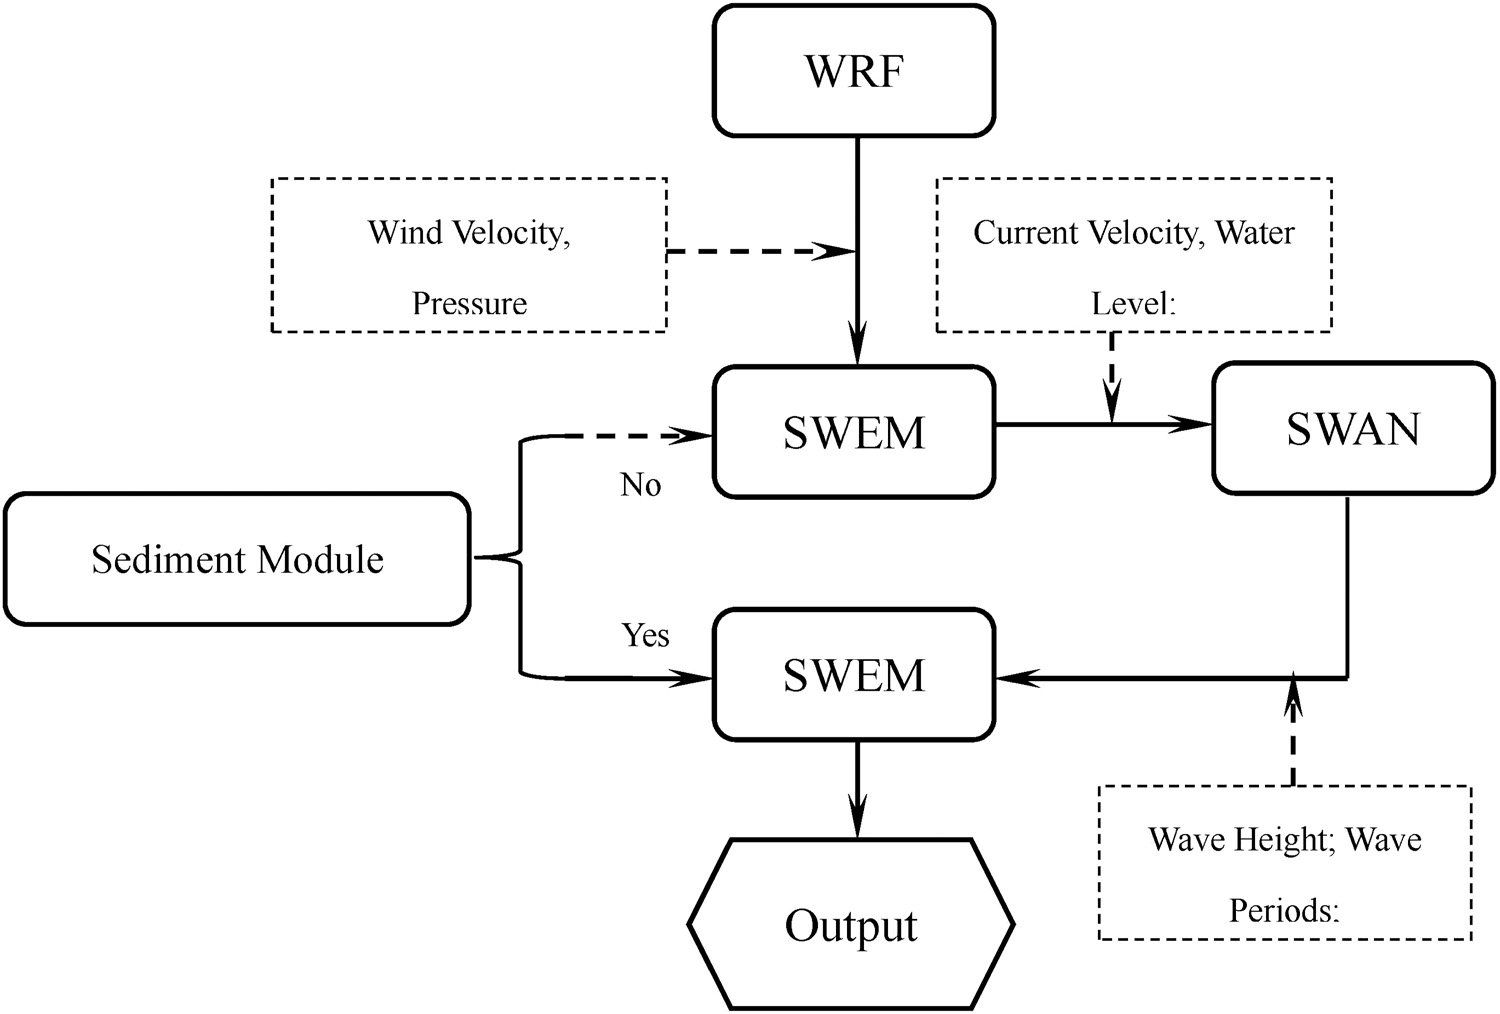 WRF
Wind Velocity,
Pressure
Current Velocity, Water
Level:
SWEM
SWAN
No
Sediment Module
Yes
SWEM
Wave Height; Wave
Periods:
Output